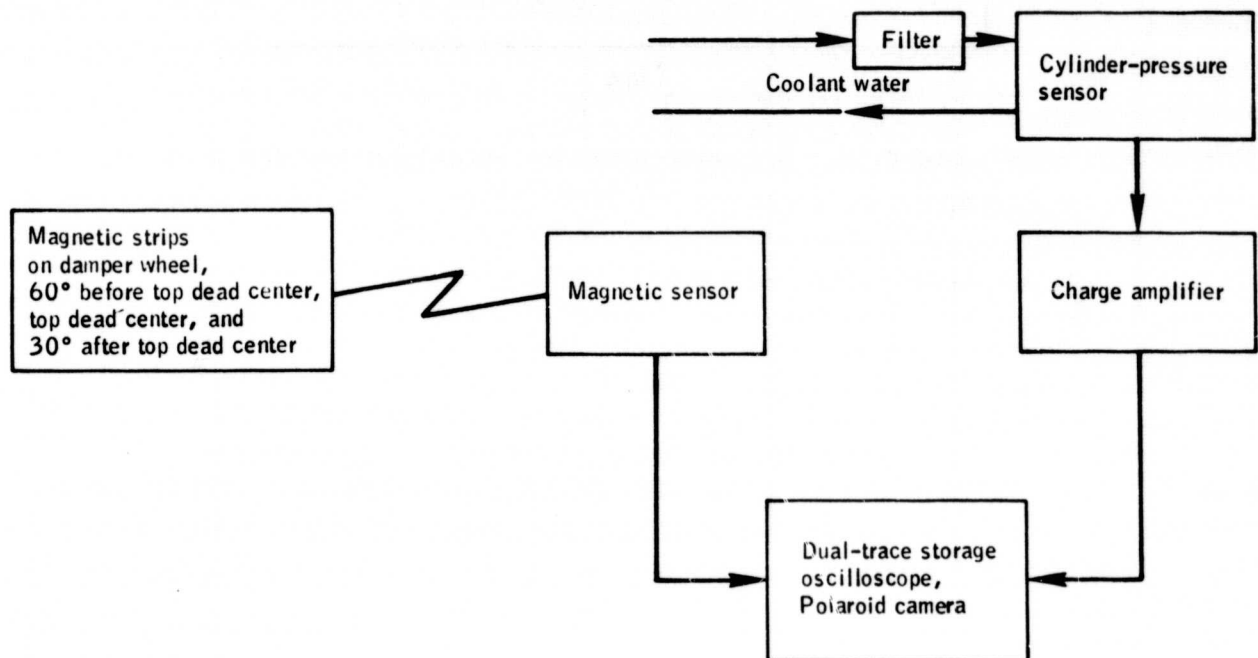 Filter
Cylinder-pressure
sensor
Coolant water
Magnetic strips
on damper wheel,
60° before top dead center,
top dead center, and
30° after top dead center
Magnetic sensor
Charge amplifier
Dual-trace storage
oscilloscope,
Polaroid camera